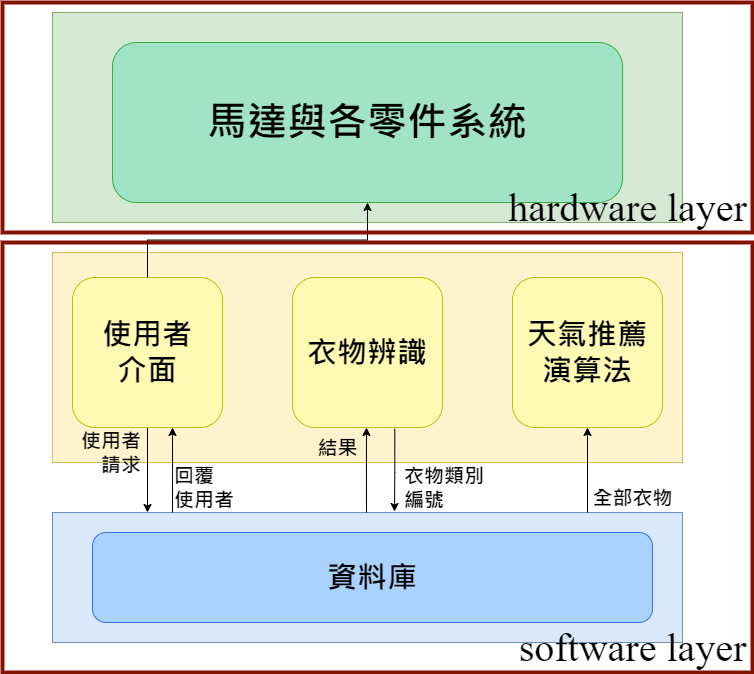 馬達與各零件系統
hardware layer
使用者
介面
衣物辨識
天氣推薦
演算法
使用者
請求
回覆
使用者
結果
衣物類別
編號
全部衣物
資料庫
software layer